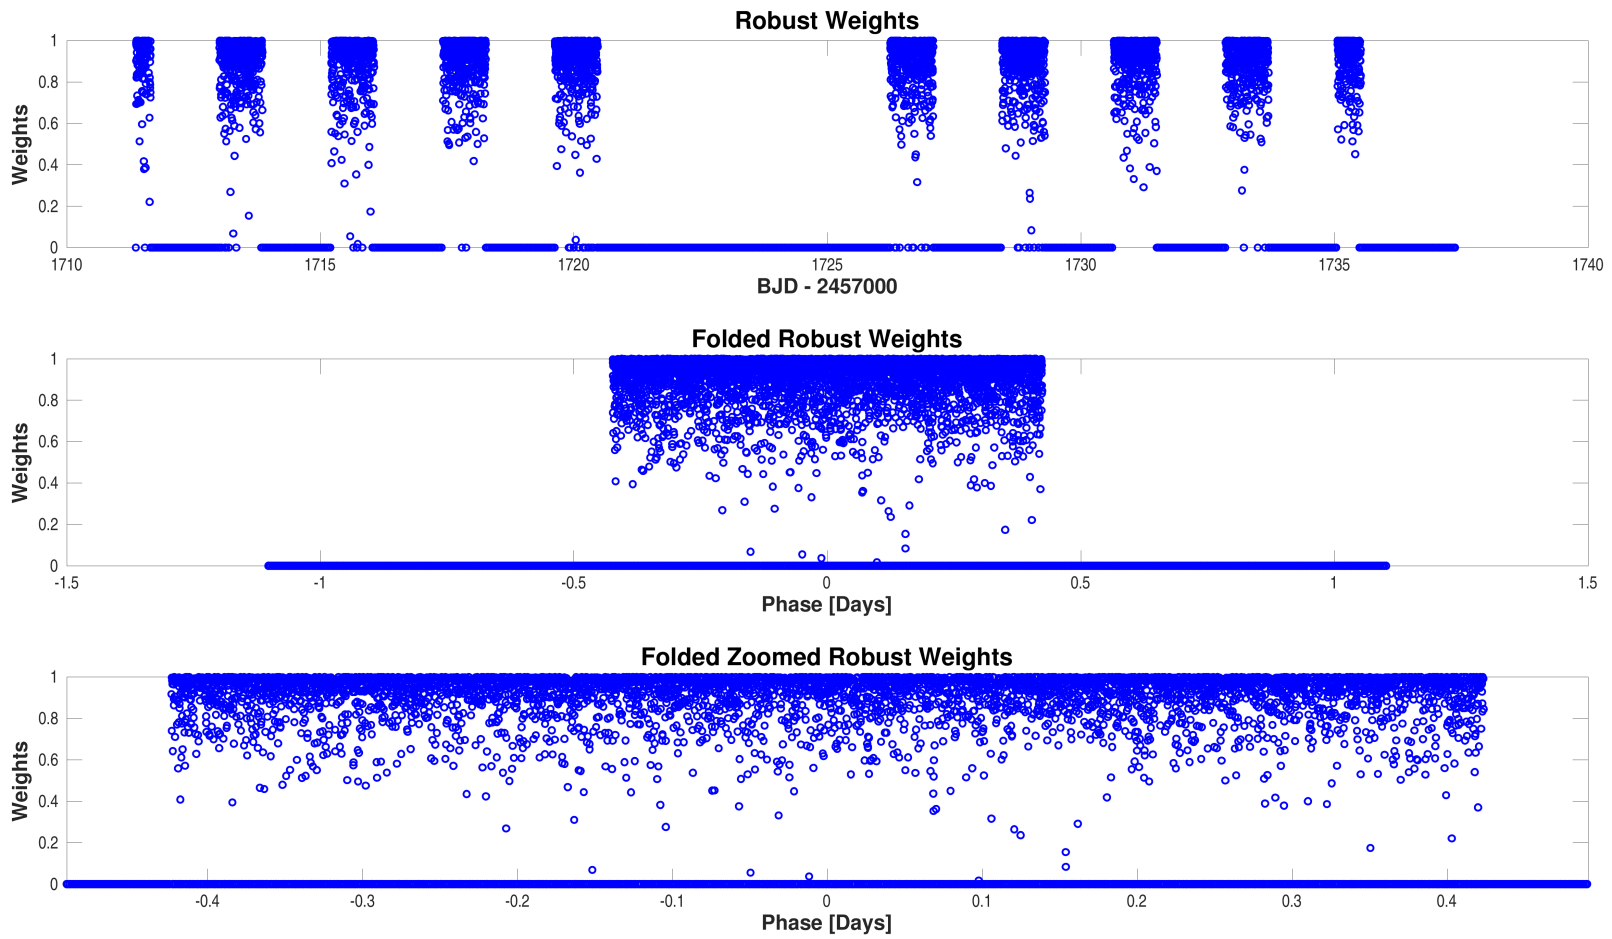 Robust Weights
1
0.8
0.6
0.4
0.2
0
Weights
1710 1715 1720 1725 1730 1735 1740
BJD - 2457000
Folded Robust Weights
1
0.8
0.6
0.4
0.2
0
Weights
-1.5 -1 -0.5 0 0.5 1 1.5
Phase [Days]
Folded Zoomed Robust Weights
1
0.8
0.6
0.4
0.2
0
Weights
-0.4 -0.3 -0.2 -0.1 0 0.1 0.2 0.3 0.4
Phase [Days]